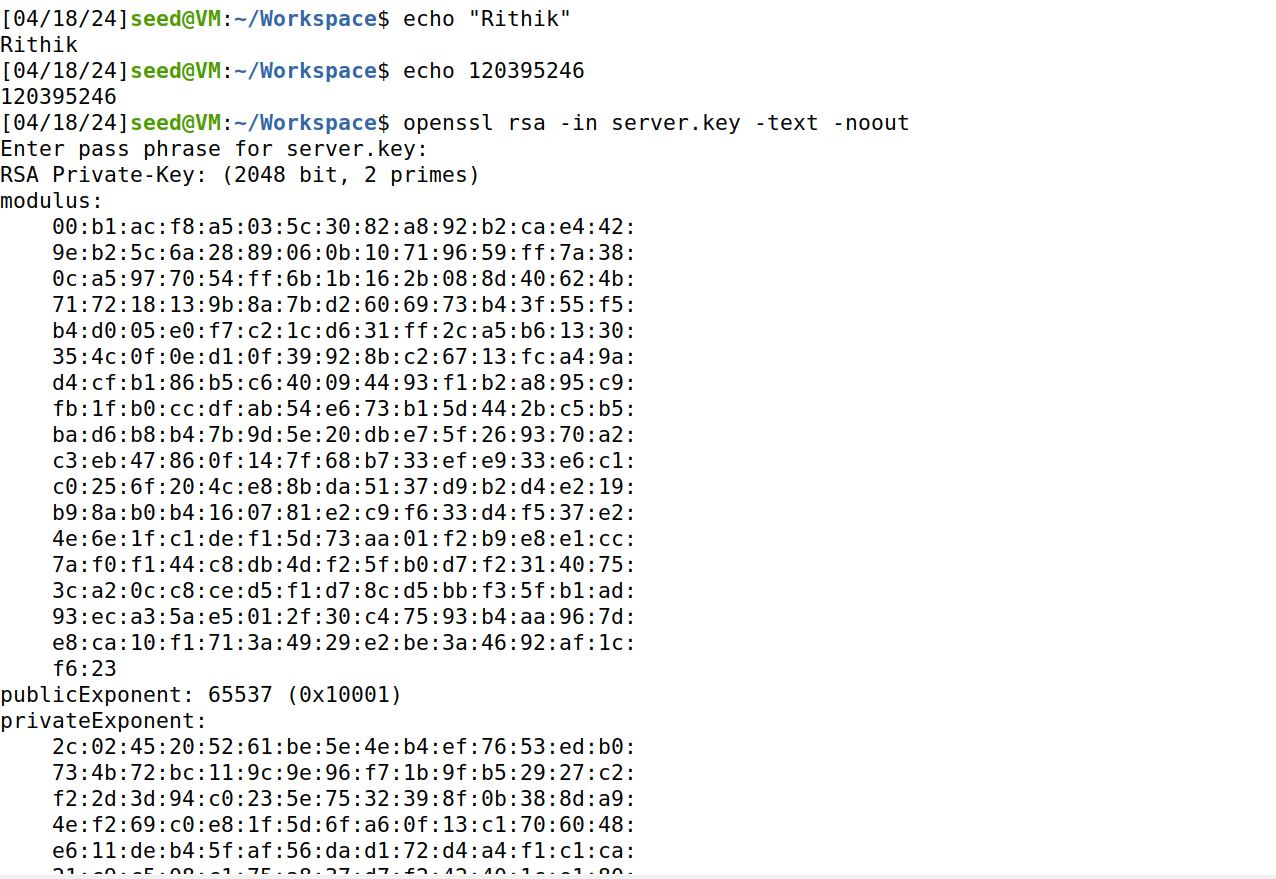 [04/18/24]seed@VM:~/Workspace$ echo "Rithik"
Rithik
[04/18/24]seed@VM:~/Workspace$ echo 120395246
120395246
[04/18/24]seed@VM:~/Workspace$ openssl rsa -in server.key -text -noout
Enter pass phrase for server.key:
RSA Private-Key: (2048 bit, 2 primes)
modulus:
    00:b1:ac:f8:a5:03:5c:30:82:a8:92:b2:ca:e4:42:
    9e:b2:5c:6a:28:89:06:0b:10:71:96:59:ff:7a:38:
    0c:a5:97:70:54:ff:6b:1b:16:2b:08:8d:40:62:4b:
    71:72:18:13:9b:8a:7b:d2:60:69:73:b4:3f:55:f5:
    b4:d0:05:e0:f7:c2:1c:d6:31:ff:2c:a5:b6:13:30:
    35:4c:0f:0e:d1:0f:39:92:8b:c2:67:13:fc:a4:9a:
    d4:cf:b1:86:b5:c6:40:09:44:93:f1:b2:a8:95:c9:
    fb:1f:b0:cc:df:ab:54:e6:73:b1:5d:44:2b:c5:b5:
    ba:d6:b8:b4:7b:9d:5e:20:db:e7:5f:26:93:70:a2:
    c3:eb:47:86:0f:14:7f:68:b7:33:ef:e9:33:e6:c1:
    c0:25:6f:20:4c:e8:8b:da:51:37:d9:b2:d4:e2:19:
    b9:8a:b0:b4:16:07:81:e2:c9:f6:33:d4:f5:37:e2:
    4e:6e:1f:c1:de:f1:5d:73:aa:01:f2:b9:e8:e1:cc:
    7a:f0:f1:44:c8:db:4d:f2:5f:b0:d7:f2:31:40:75:
    3c:a2:0c:c8:ce:d5:f1:d7:8c:d5:bb:f3:5f:b1:ad:
    93:ec:a3:5a:e5:01:2f:30:c4:75:93:b4:aa:96:7d:
    e8:ca:10:f1:71:3a:49:29:e2:be:3a:46:92:af:1c:
    f6:23
publicExponent: 65537 (0x10001)
privateExponent:
    2c:02:45:20:52:61:be:5e:4e:b4:ef:76:53:ed:b0:
    73:4b:72:bc:11:9c:9e:96:f7:1b:9f:b5:29:27:c2:
    f2:2d:3d:94:c0:23:5e:75:32:39:8f:0b:38:8d:a9:
    4e:f2:69:c0:e8:1f:5d:6f:a6:0f:13:c1:70:60:48:
    e6:11:de:b4:5f:af:56:da:d1:72:d4:a4:f1:c1:ca: